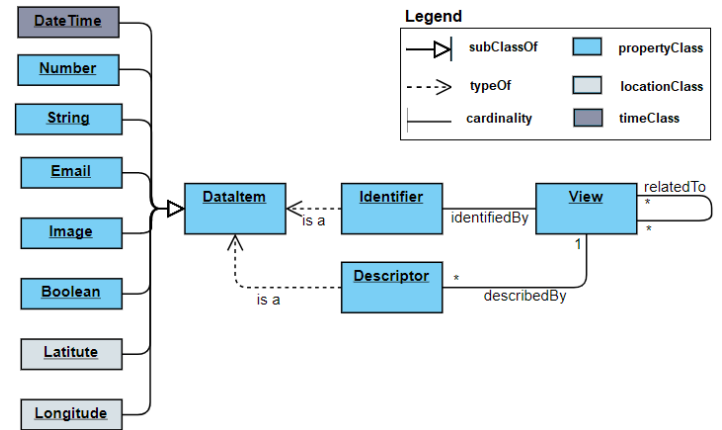 DateTime
Number
String
Email
Image
Boolean
Latitute
Longitude
DataItem
is a
is a
Identifier
Descriptor
identifiedBy
*
describedBy
View
1
relatedTo
*
*
Legend
subClassOf
propertyClass
typeOf
locationClass
cardinality
timeClass